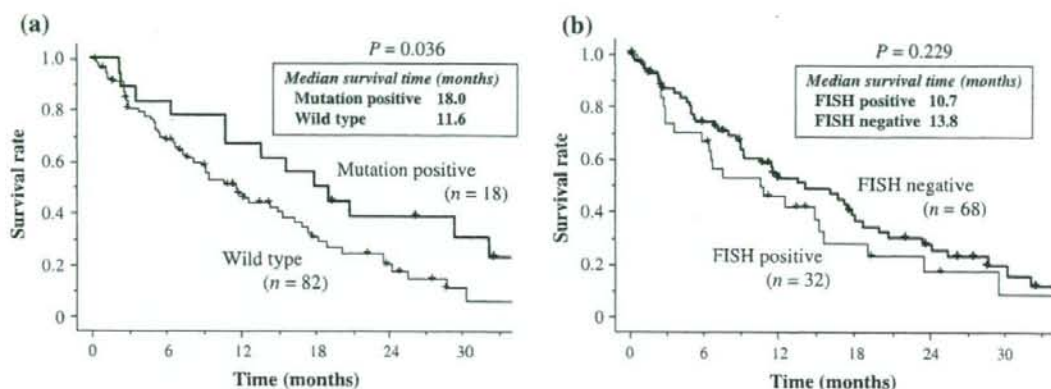 (a)
P = 0.036
Median survival time (months)
Mutation positive 18.0
Wild type 11.6
Mutation positive
(n = 18)
Wild type
(n = 82)
Survival rate
1.0
0.8
0.6
0.4
0.2
0
0 6 12 18 24 30
Time (months)
(b)
P = 0.229
Median survival time (months)
FISH positive 10.7
FISH negative 13.8
FISH negative
(n = 68)
FISH positive
(n = 32)
Survival rate
1.0
0.8
0.6
0.4
0.2
0
0 6 12 18 24 30
Time (months)